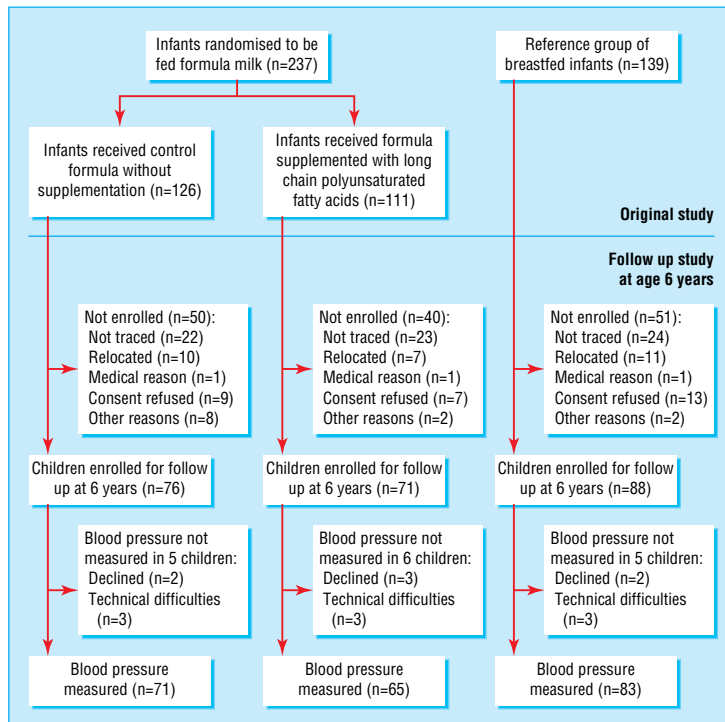 Infants randomised to be
fed formula milk (n=237)
Reference group of
breastfed infants (n=139)
Infants received control
formula without
supplementation (n=126)
Infants received formula
supplemented with long
chain polyunsaturated
fatty acids (n=111)
Original study
Follow up study
at age 6 years
Not enrolled (n=50):
Not traced (n=22)
Relocated (n=10)
Medical reason (n=1)
Consent refused (n=9)
Other reasons (n=8)
Not enrolled (n=40):
Not traced (n=23)
Relocated (n=7)
Medical reason (n=1)
Consent refused (n=7)
Other reasons (n=2)
Not enrolled (n=51):
Not traced (n=24)
Relocated (n=11)
Medical reason (n=1)
Consent refused (n=13)
Other reasons (n=2)
Children enrolled for follow
up at 6 years (n=76)
Children enrolled for follow
up at 6 years (n=71)
Children enrolled for follow
up at 6 years (n=88)
Blood pressure not
measured in 5 children:
Declined (n=2)
Technical difficulties
(n=3)
Blood pressure not
measured in 6 children:
Declined (n=3)
Technical difficulties
(n=3)
Blood pressure not
measured in 5 children:
Declined (n=2)
Technical difficulties
(n=3)
Blood pressure
measured (n=71)
Blood pressure
measured (n=65)
Blood pressure
measured (n=83)